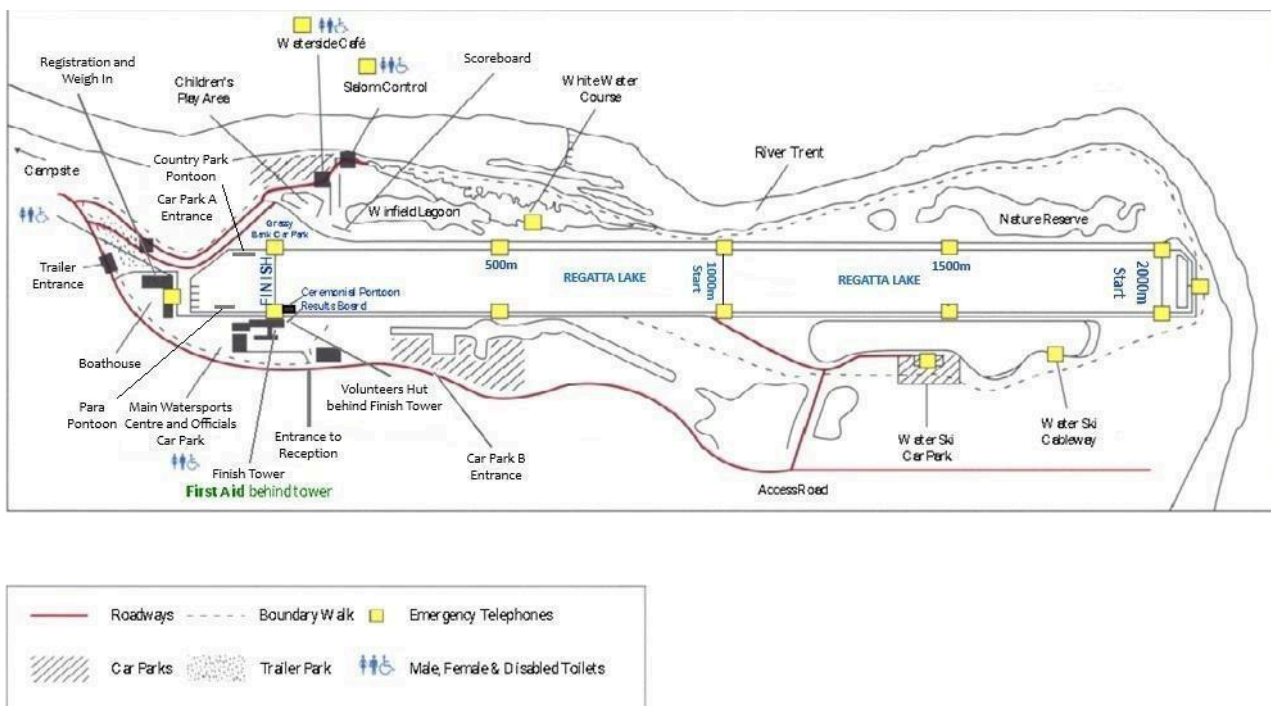 Waterside Café
Slalom Control
Scoreboard
Registration and
Weigh In
Children's
Play Area
White Water
Course
River Trent
Country Park
Pontoon
Campsite
Car Park A
Entrance
Winfield Lagoon
Nature Reserve
Grassy
Bank Car Park
Trailer
Entrance
FINISH
500m
REGATTA LAKE
1000m
Start
REGATTA LAKE
1500m
2000m
Start
Ceremonial Pontoon
Results Board
Boathouse
Para
Pontoon
Main Watersports
Centre and Officials
Car Park
Finish Tower
First Aid behind tower
Entrance to
Reception
Volunteers Hut
behind Finish Tower
Car Park B
Entrance
Access Road
Water Ski
Car Park
Water Ski
Cableway
Roadways
Boundary Walk
Emergency Telephones
Car Parks
Trailer Park
Male, Female & Disabled Toilets